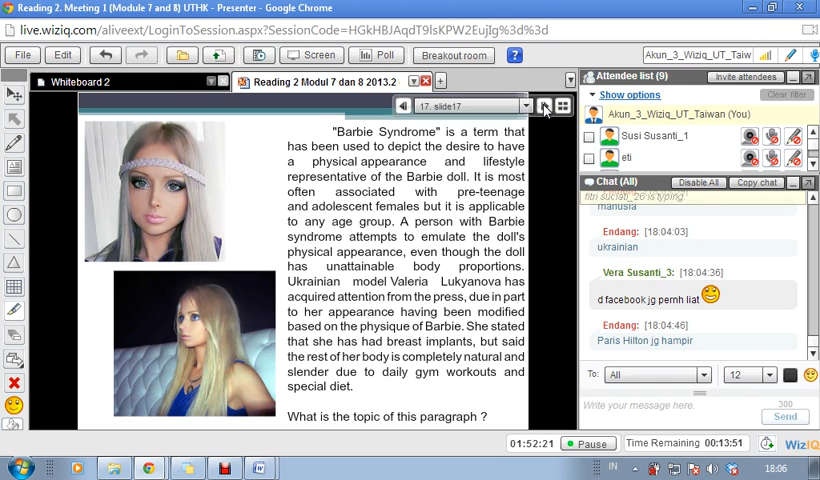 Reading 2. Meeting 1 (Module 7 and 8) UTHK - Presenter - Google Chrome
live.wiziq.com/aliveext/LoginToSession.aspx?SessionCode=HGkHBJAqdT9lsKPW2EujIg%3d%3d
File Edit Screen Poll Breakout room ? Akun_3_Wiziq_UT_Taiw
Whiteboard 2 Reading 2 Modul 7 dan 8 2013.2
17. slide17
"Barbie Syndrome" is a term that
has been used to depict the desire to have
a physical appearance and lifestyle
representative of the Barbie doll. It is most
often associated with pre-teenage
and adolescent females but it is applicable
to any age group. A person with Barbie
syndrome attempts to emulate the doll's
physical appearance, even though the doll
has unattainable body proportions.
Ukrainian model Valeria Lukyanova has
acquired attention from the press, due in part
to her appearance having been modified
based on the physique of Barbie. She stated
that she has had breast implants, but said
the rest of her body is completely natural and
slender due to daily gym workouts and
special diet.
What is the topic of this paragraph ?
Attendee list (9) Invite attendees
Show options Clear filter
Akun_3_Wiziq_UT_Taiwan (You)
Susi Susanti_1
eti
Chat (All) Disable All Copy chat
fitri suciati_26 is typing.
manusia
Endang: [18:04:03]
ukrainian
Vera Susanti_3: [18:04:36]
d facebook jg pernh liat
Endang: [18:04:46]
Paris Hilton jg hampir
To: All 12
Write your message here. 300
Send
01:52:21 Pause Time Remaining 00:13:51 WizIQ
IN 18:06